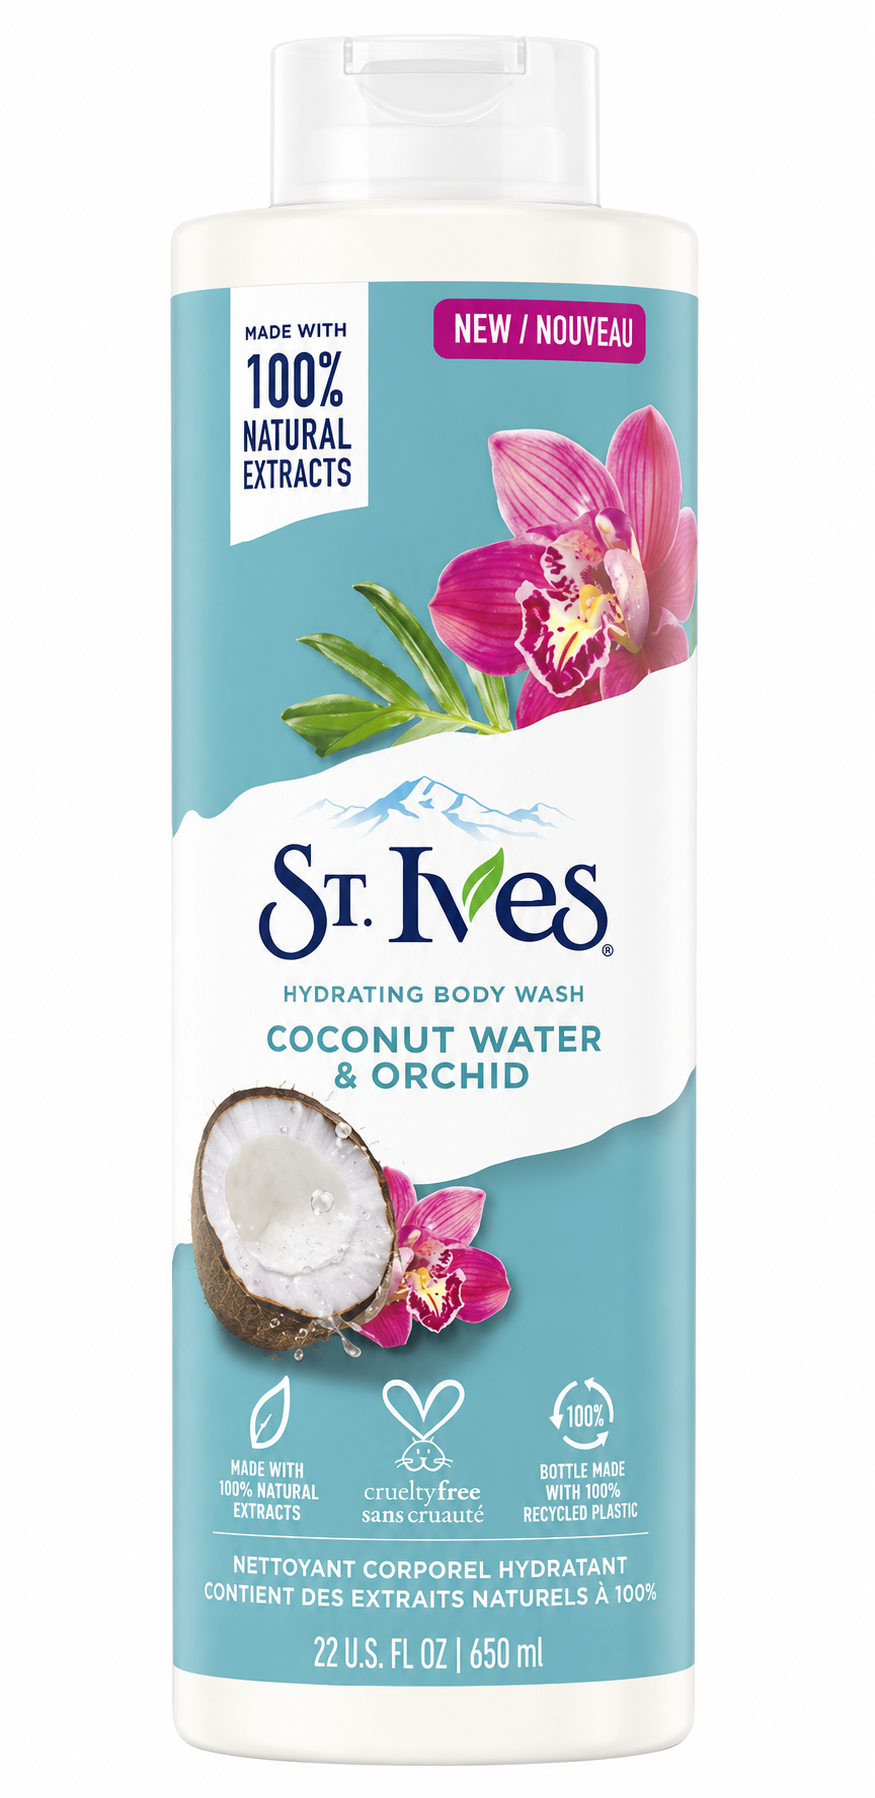 MADE WITH
100%
NATURAL
EXTRACTS
NEW / NOUVEAU
ST. IVES®
HYDRATING BODY WASH
COCONUT WATER
& ORCHID
MADE WITH
100% NATURAL
EXTRACTS
crueltyfree
sans cruauté
100%
BOTTLE MADE
WITH 100%
RECYCLED PLASTIC
NETTOYANT CORPOREL HYDRATANT
CONTIENT DES EXTRAITS NATURELS À 100%
22 U.S. FL OZ | 650 ml